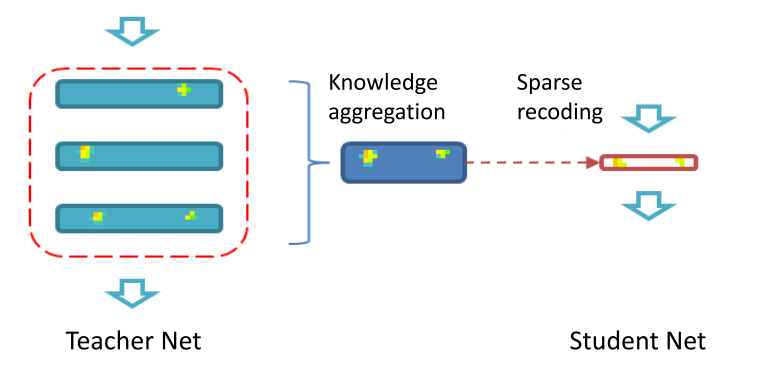 Knowledge
aggregation
Sparse
recoding
Teacher Net
Student Net